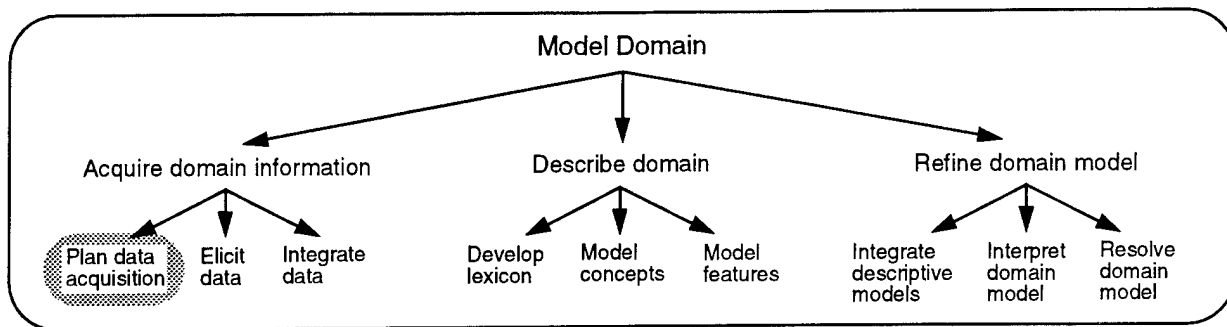 Model Domain
Acquire domain information
Describe domain
Refine domain model
Plan data
acquisition
Elicit
data
Integrate
data
Develop
lexicon
Model
concepts
Model
features
Integrate
descriptive
models
Interpret
domain
model
Resolve
domain
model